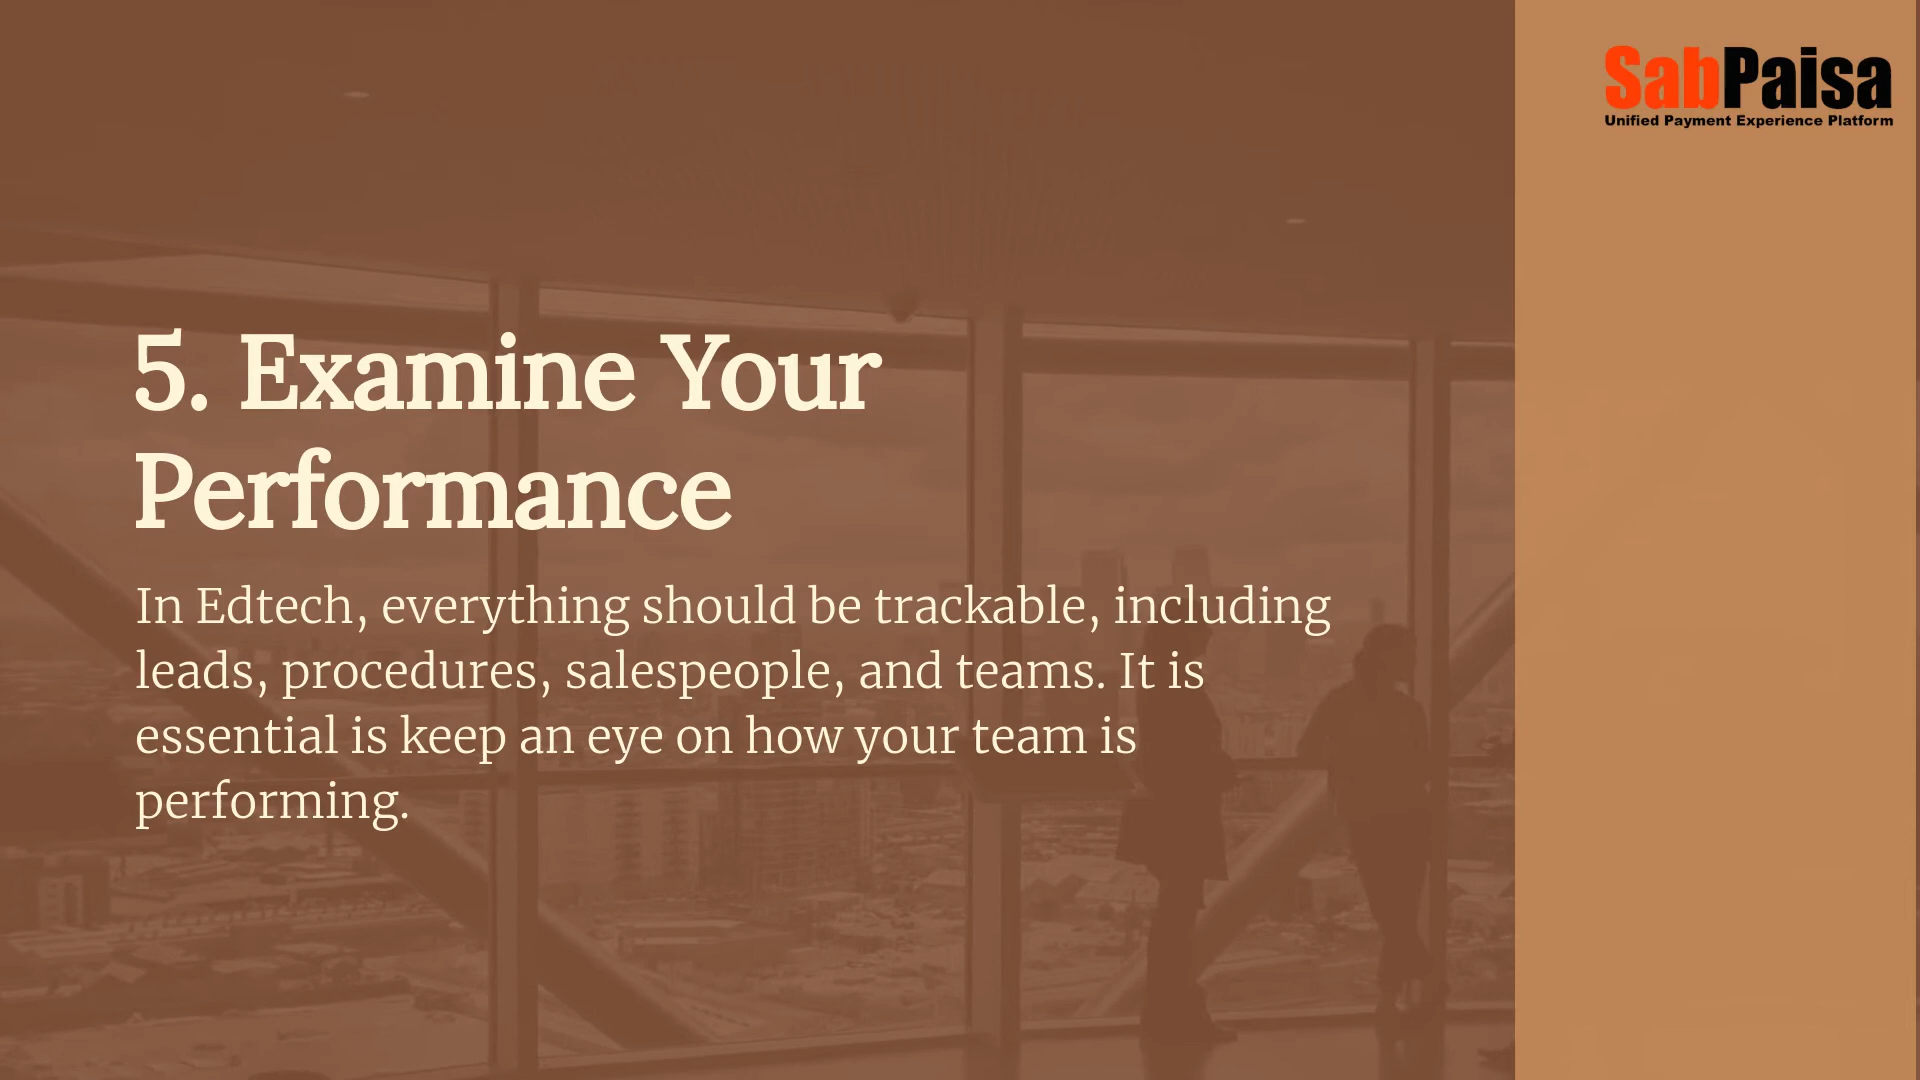 SabPaisa
Unified Payment Experience Platform
5. Examine Your
Performance
In Edtech, everything should be trackable, including
leads, procedures, salespeople, and teams. It is
essential is keep an eye on how your team is
performing.